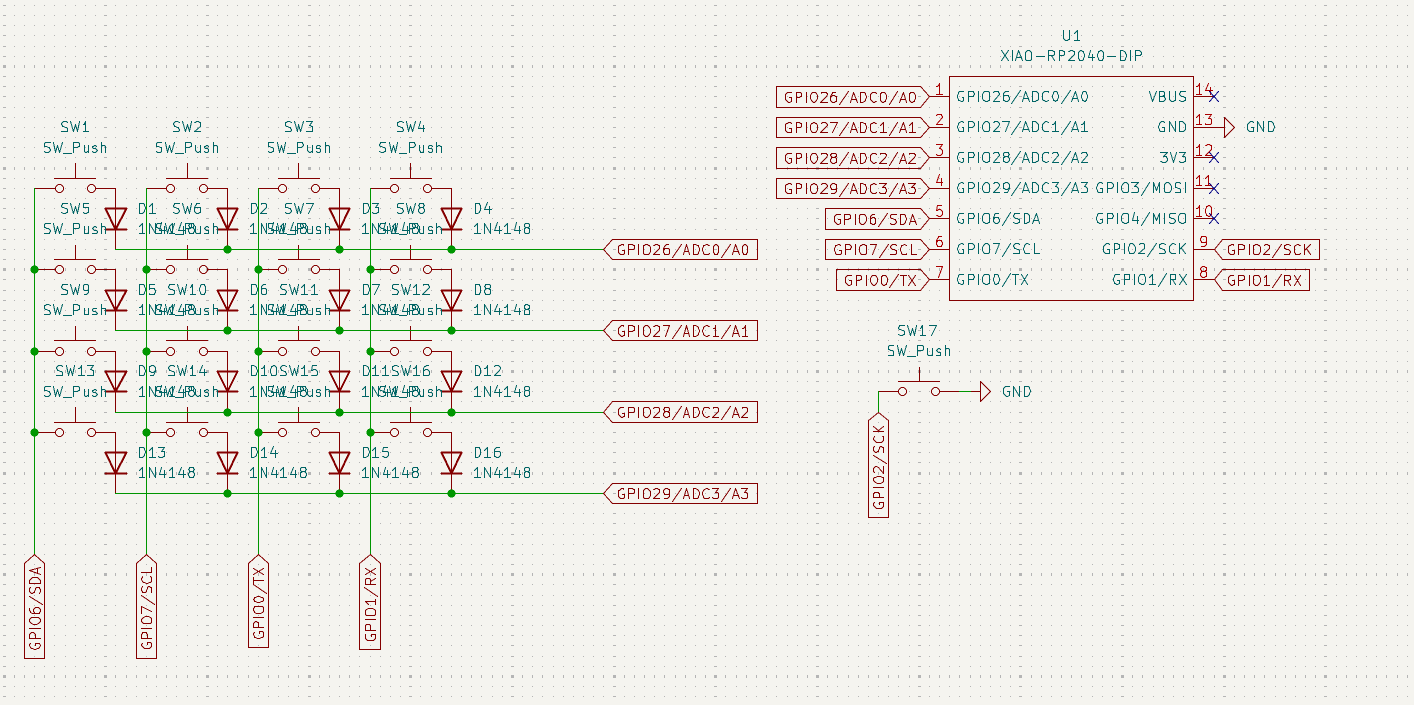 U1
XIAO-RP2040-DIP
GPIO26/ADC0/A0 1 GPIO26/ADC0/A0 VBUS 14
GPIO27/ADC1/A1 2 GPIO27/ADC1/A1 GND 13 GND
GPIO28/ADC2/A2 3 GPIO28/ADC2/A2 3V3 12
GPIO29/ADC3/A3 4 GPIO29/ADC3/A3 GPIO3/MOSI 11
GPIO6/SDA 5 GPIO6/SDA GPIO4/MISO 10
GPIO7/SCL 6 GPIO7/SCL GPIO2/SCK 9 GPIO2/SCK
GPIO0/TX 7 GPIO0/TX GPIO1/RX 8 GPIO1/RX
SW1 SW2 SW3 SW4
SW_Push SW_Push SW_Push SW_Push
SW5 D1 SW6 D2 SW7 D3 SW8 D4
SW_Push 1N4148 SW_Push 1N4148 SW_Push 1N4148 SW_Push 1N4148
GPIO26/ADC0/A0
SW9 D5 SW10 D6 SW11 D7 SW12 D8
SW_Push 1N4148 SW_Push 1N4148 SW_Push 1N4148 SW_Push 1N4148
GPIO27/ADC1/A1
SW13 D9 SW14 D10 SW15 D11 SW16 D12
SW_Push 1N4148 SW_Push 1N4148 SW_Push 1N4148 SW_Push 1N4148
GPIO28/ADC2/A2
D13 D14 D15 D16
1N4148 1N4148 1N4148 1N4148
GPIO29/ADC3/A3
GPIO6/SDA
GPIO7/SCL
GPIO0/TX
GPIO1/RX
SW17
SW_Push
GND
GPIO2/SCK